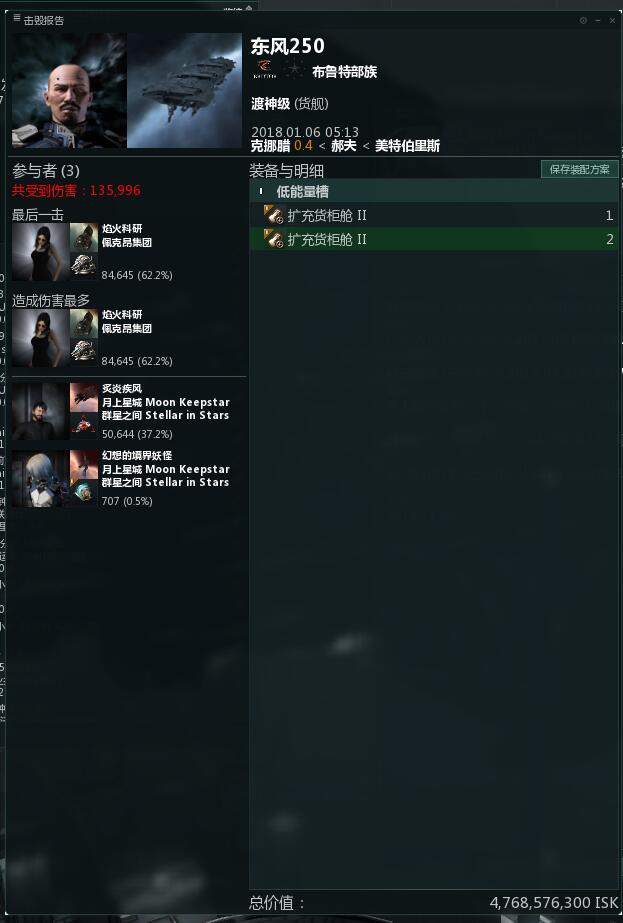 击毁报告
东风250
布鲁特部族
渡神级 (货舰)
2018.01.06 05:13
克挪腊 0.4 < 郝夫 < 美特伯里斯
参与者 (3)
共受到伤害：135,996
最后一击
焰火科研
佩克昂集团
84,645 (62.2%)
造成伤害最多
焰火科研
佩克昂集团
84,645 (62.2%)
炙炎疾风
月上星城 Moon Keepstar
群星之间 Stellar in Stars
50,644 (37.2%)
幻想的境界妖怪
月上星城 Moon Keepstar
群星之间 Stellar in Stars
707 (0.5%)
装备与明细
保存装配方案
低能量槽
扩充货柜舱 II 1
扩充货柜舱 II 2
总价值：
4,768,576,300 ISK